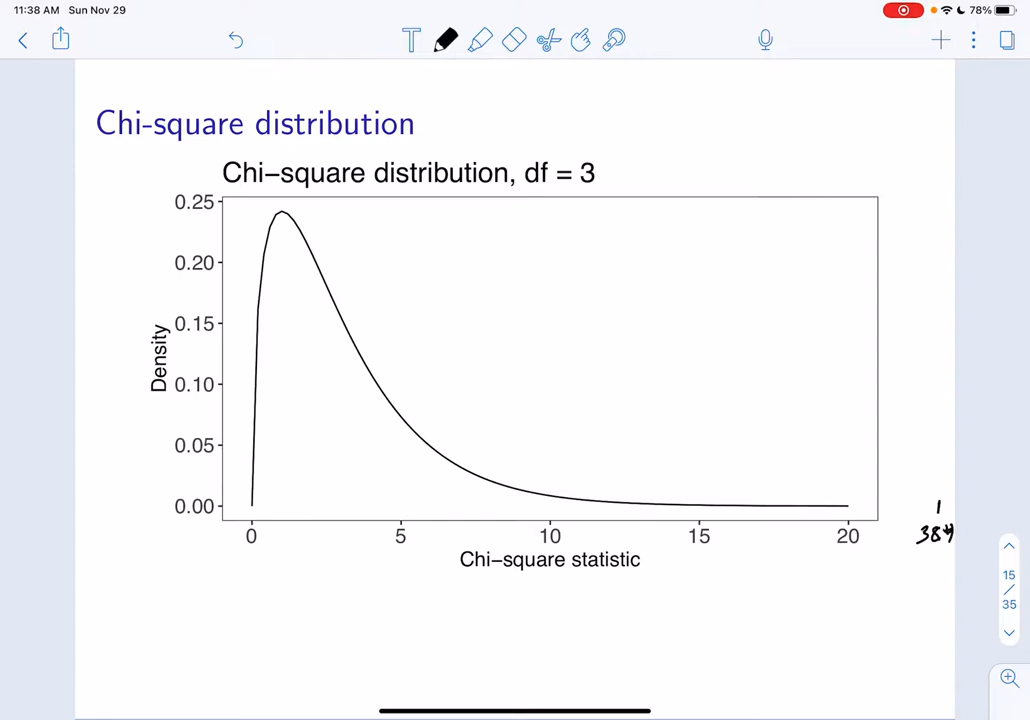 11:38 AM Sun Nov 29
78%
Chi-square distribution
Chi−square distribution, df = 3
0.25
0.20
0.15
0.10
0.05
0.00
Density
0 5 10 15 20
Chi−square statistic
384
15
/
35